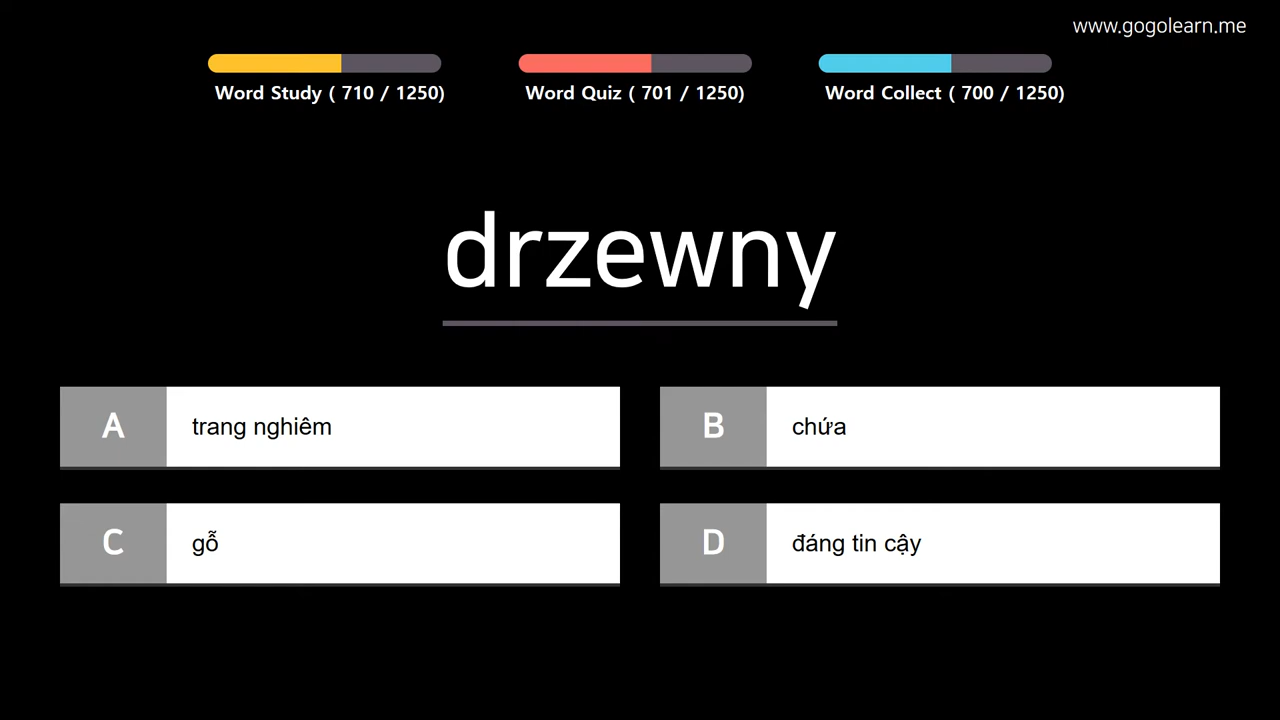 www.gogolearn.me
Word Study ( 710 / 1250)
Word Quiz ( 701 / 1250)
Word Collect ( 700 / 1250)
drzewny
A trang nghiêm
B chứa
C gỗ
D đáng tin cậy